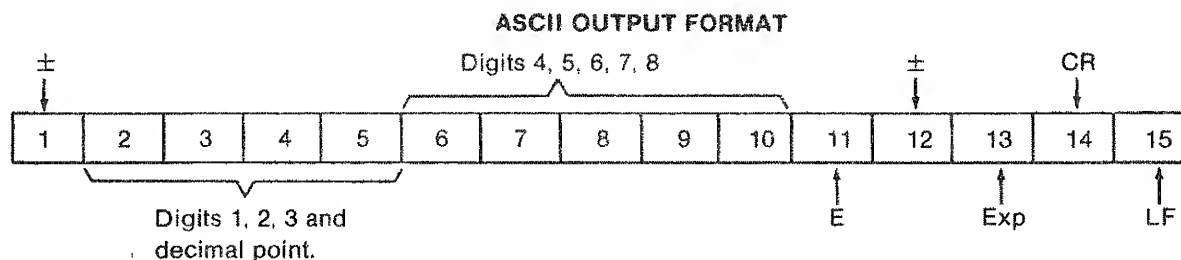 ASCII OUTPUT FORMAT
± Digits 4, 5, 6, 7, 8 ± CR
1 2 3 4 5 6 7 8 9 10 11 12 13 14 15
E Exp LF
Digits 1, 2, 3 and
decimal point.